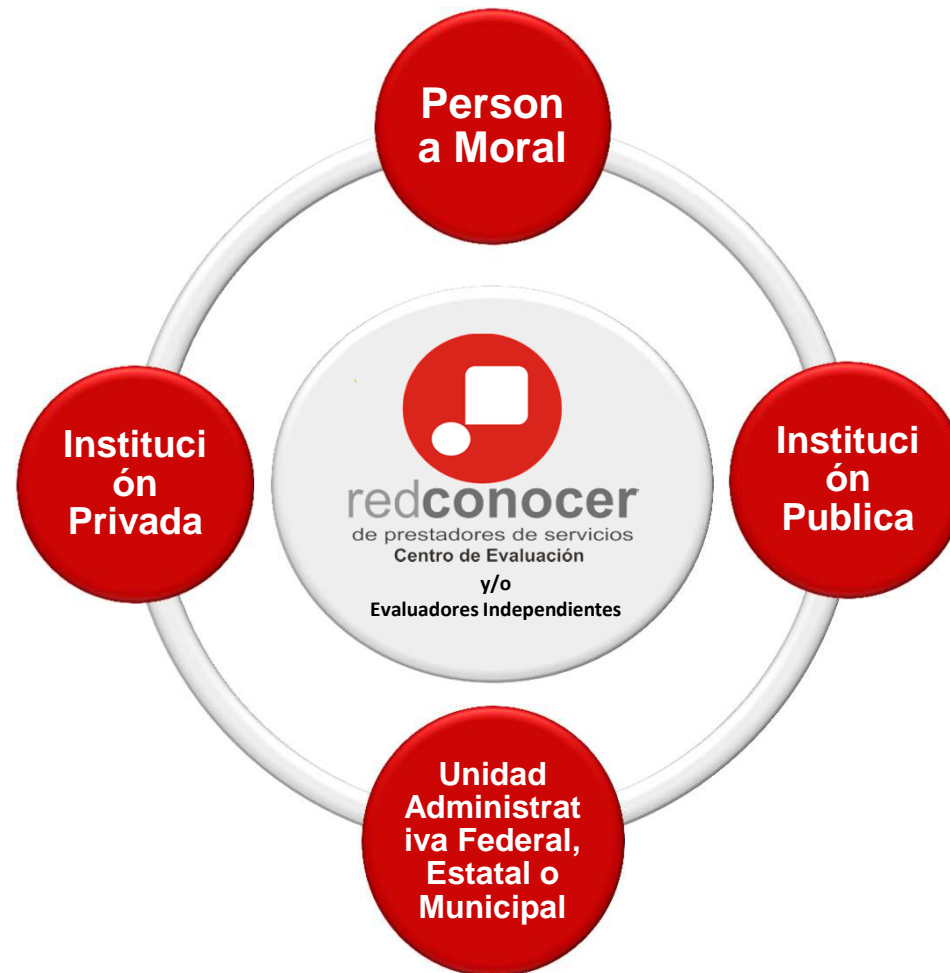 Person
a Moral
Instituci
ón
Privada
redconocer
de prestadores de servicios
Centro de Evaluación
y/o
Evaluadores Independientes
Instituci
ón
Publica
Unidad
Administrat
iva Federal,
Estatal o
Municipal